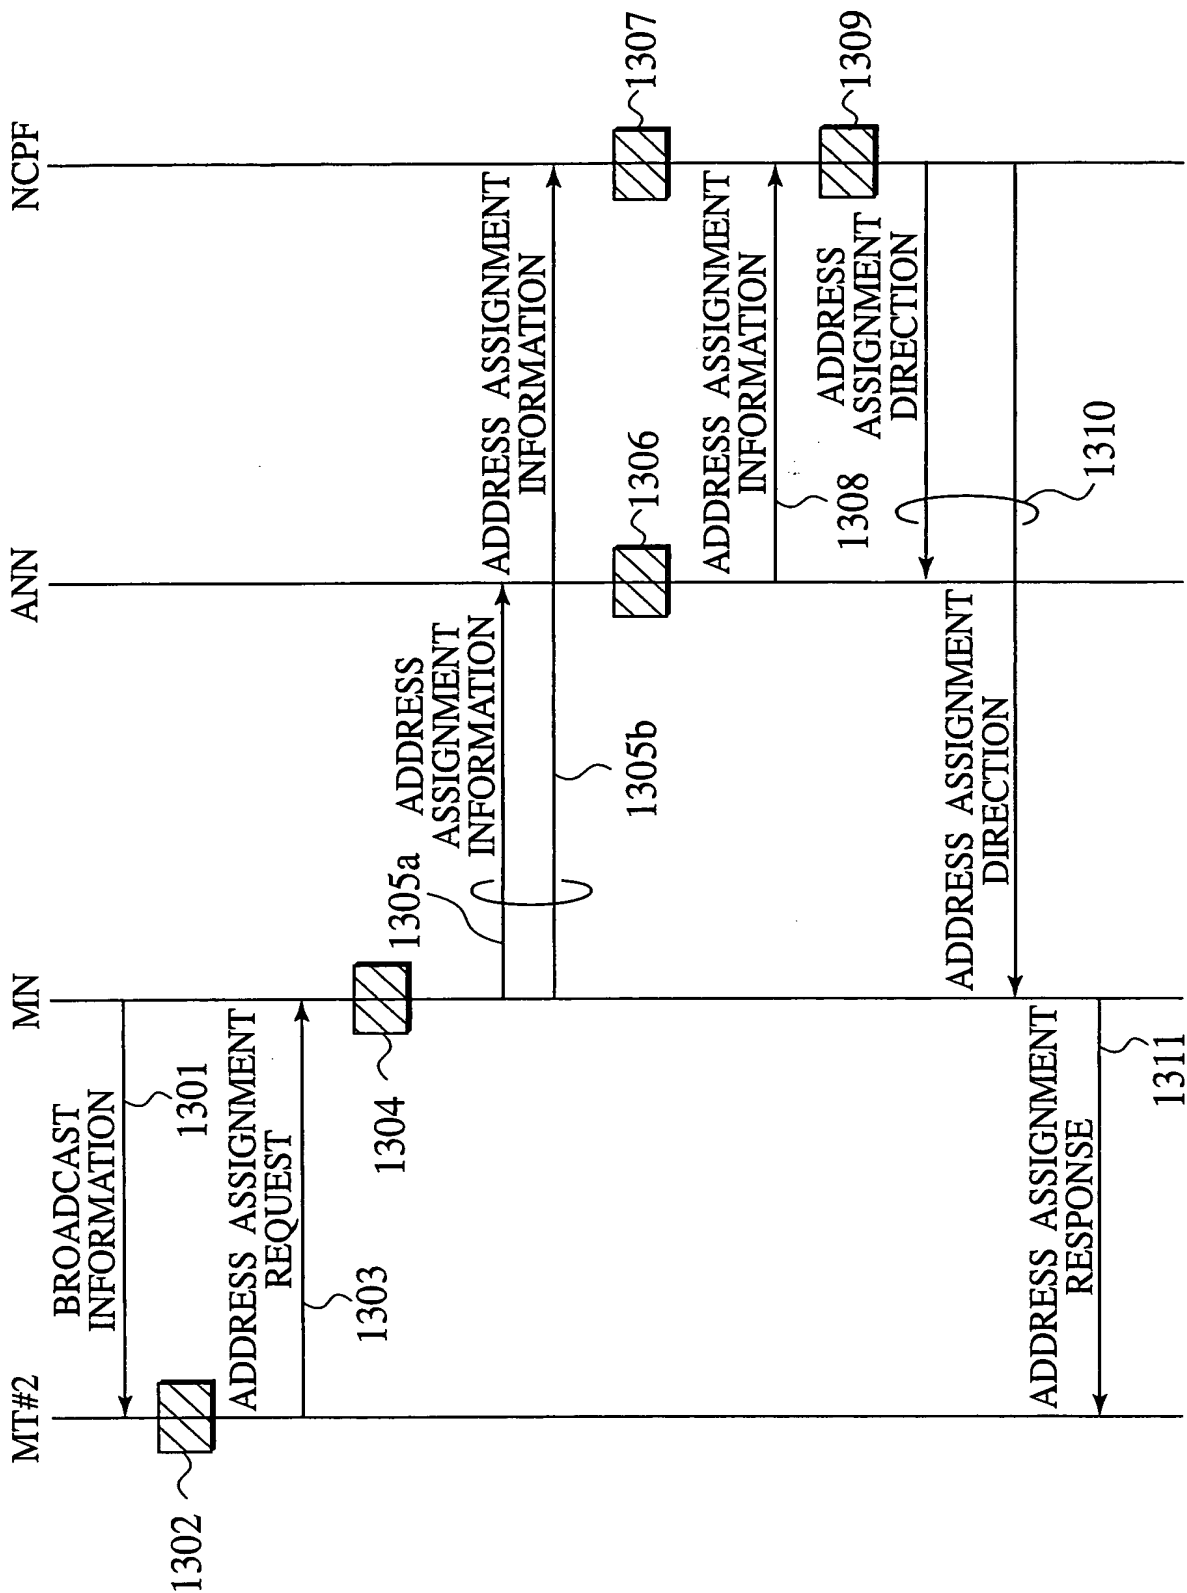 MT#2
MN
ANN
NCPF
BROADCAST
INFORMATION
1301
1302
ADDRESS ASSIGNMENT
REQUEST
1303
1304
1305a
ADDRESS
ASSIGNMENT
INFORMATION
ADDRESS ASSIGNMENT
INFORMATION
1305b
1306
1307
ADDRESS ASSIGNMENT
INFORMATION
1308
1309
ADDRESS
ASSIGNMENT
DIRECTION
ADDRESS ASSIGNMENT
DIRECTION
1310
ADDRESS ASSIGNMENT
RESPONSE
1311